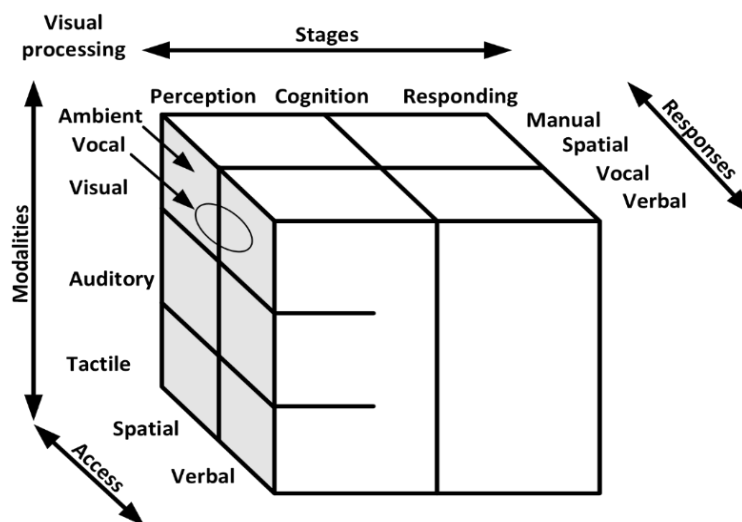 Visual
processing
Stages
Perception Cognition Responding
Ambient
Vocal
Visual
Auditory
Tactile
Modalities
Spatial
Verbal
Access
Manual
Spatial
Vocal
Verbal
Responses